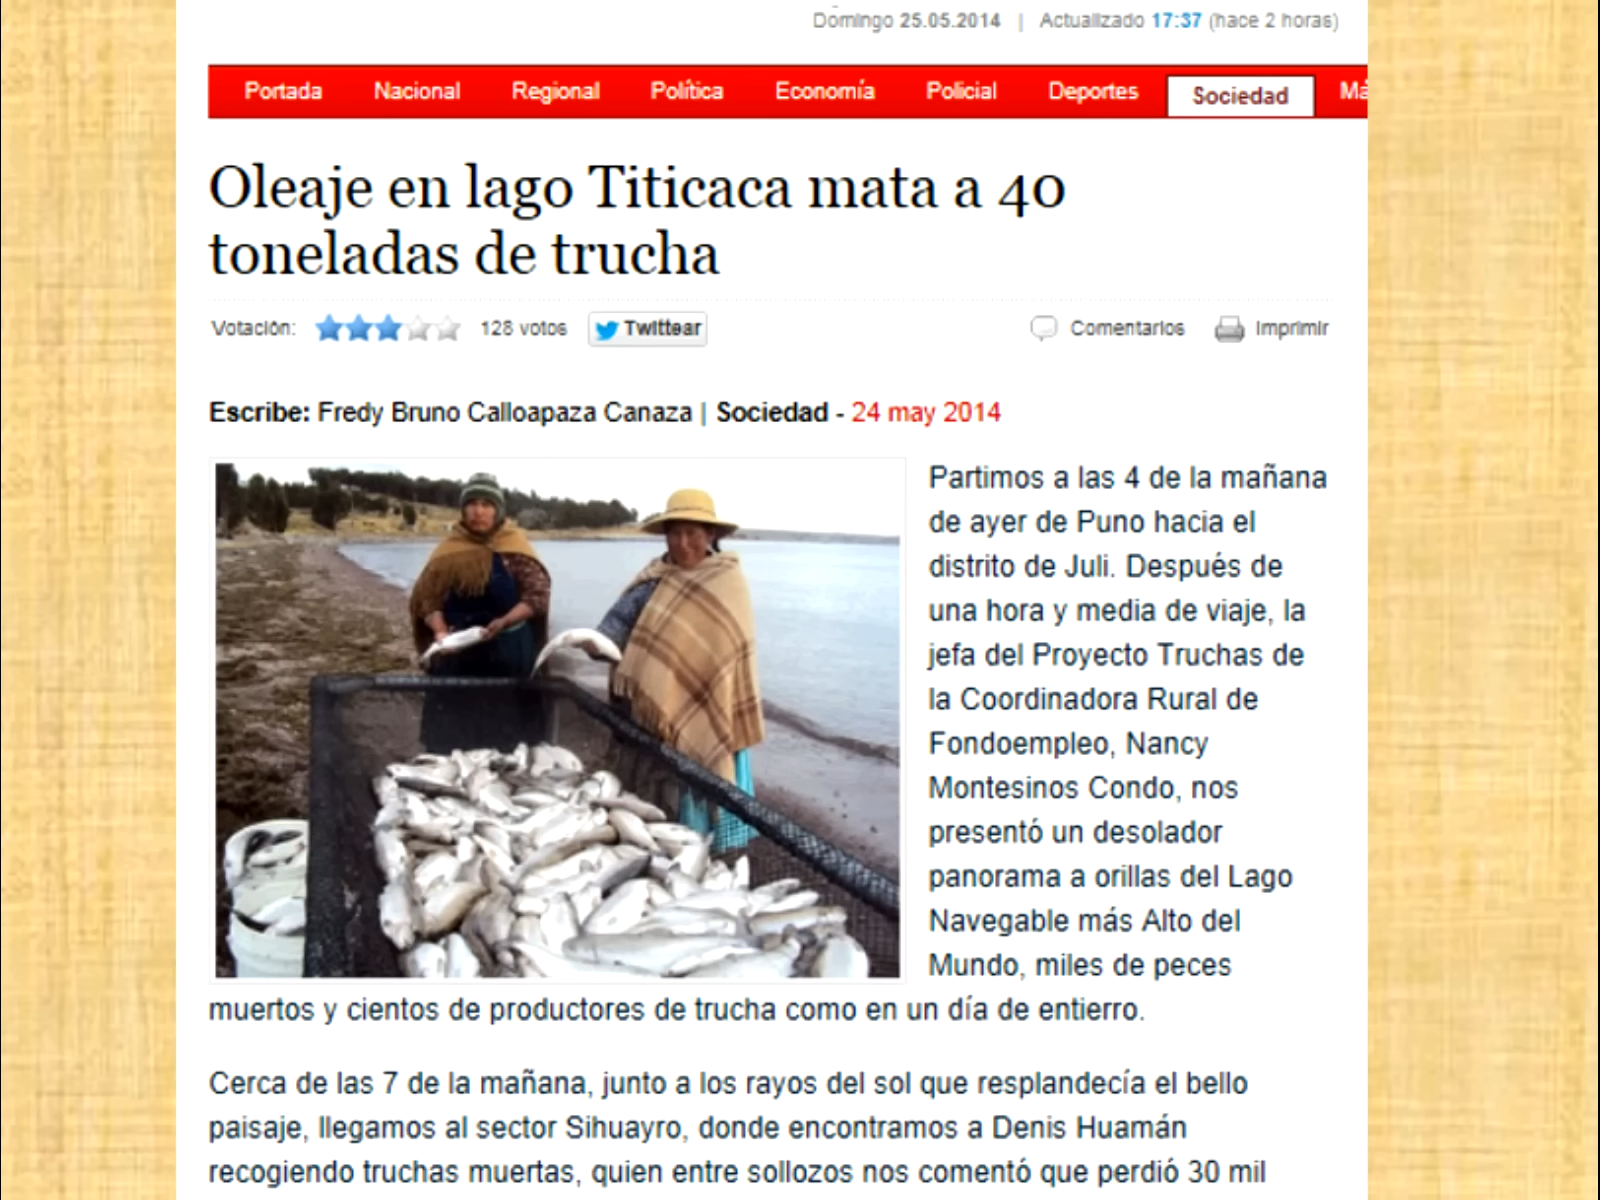 Domingo 25.05.2014 | Actualizado 17:37 (hace 2 horas)
Portada Nacional Regional Política Economía Policial Deportes Sociedad
Oleaje en lago Titicaca mata a 40
toneladas de trucha
Votación: 128 votos Twittear Comentarios Imprimir
Escribe: Fredy Bruno Calloapaza Canaza | Sociedad - 24 may 2014
Partimos a las 4 de la mañana
de ayer de Puno hacia el
distrito de Juli. Después de
una hora y media de viaje, la
jefa del Proyecto Truchas de
la Coordinadora Rural de
Fondoempleo, Nancy
Montesinos Condo, nos
presentó un desolador
panorama a orillas del Lago
Navegable más Alto del
Mundo, miles de peces
muertos y cientos de productores de trucha como en un día de entierro.
Cerca de las 7 de la mañana, junto a los rayos del sol que resplandecía el bello
paisaje, llegamos al sector Sihuayro, donde encontramos a Denis Huamán
recogiendo truchas muertas, quien entre sollozos nos comentó que perdió 30 mil